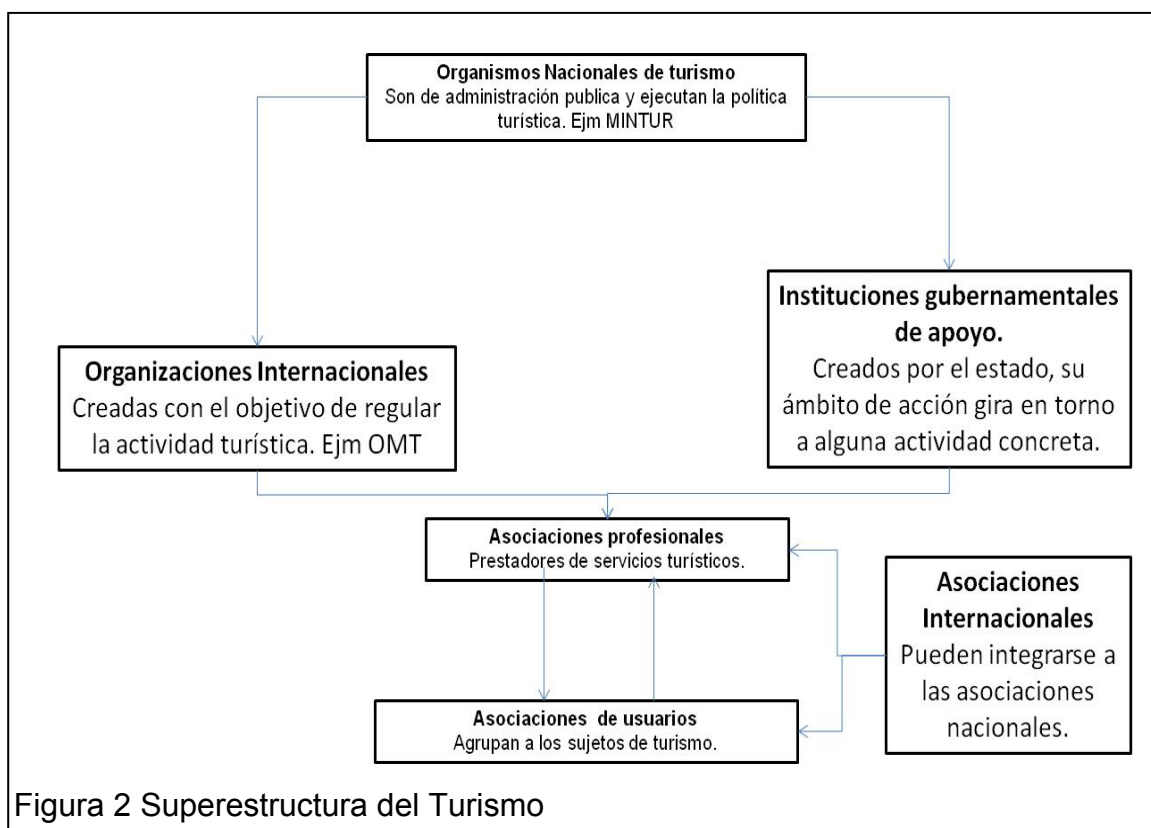 Organismos Nacionales de turismo
Son de administración publica y ejecutan la política
turística. Ejm MINTUR
Organizaciones Internacionales
Creadas con el objetivo de regular
la actividad turística. Ejm OMT
Instituciones gubernamentales
de apoyo.
Creados por el estado, su
ámbito de acción gira en torno
a alguna actividad concreta.
Asociaciones profesionales
Prestadores de servicios turísticos.
Asociaciones
Internacionales
Pueden integrarse a
las asociaciones
nacionales.
Asociaciones de usuarios
Agrupan a los sujetos de turismo.
Figura 2 Superestructura del Turismo